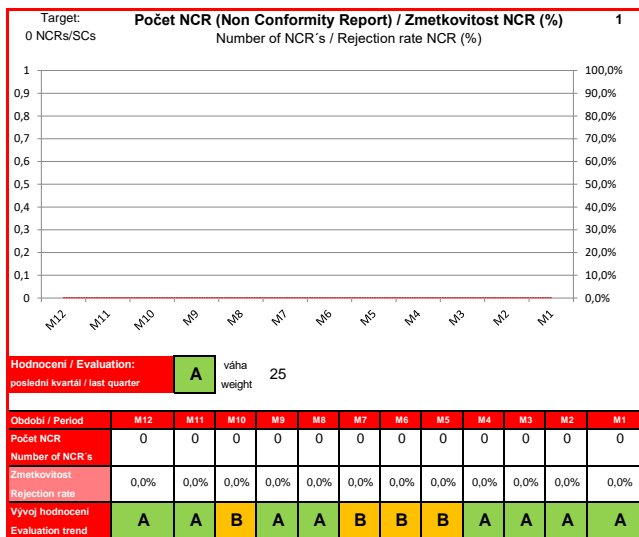 Target:
0 NCRs/SCs
Počet NCR (Non Conformity Report) / Zmetkovitost NCR (%)
1
Number of NCR´s / Rejection rate NCR (%)
1 100,0%
0,9 90,0%
0,8 80,0%
0,7 70,0%
0,6 60,0%
0,5 50,0%
0,4 40,0%
0,3 30,0%
0,2 20,0%
0,1 10,0%
0 0,0%
M12 M11 M10 M9 M8 M7 M6 M5 M4 M3 M2 M1
Hodnocení / Evaluation:
poslední kvartál / last quarter
A
váha
weight
25
Období / Period M12 M11 M10 M9 M8 M7 M6 M5 M4 M3 M2 M1
Počet NCR
Number of NCR´s
0 0 0 0 0 0 0 0 0 0 0 0
Zmetkovitost
Rejection rate
0,0% 0,0% 0,0% 0,0% 0,0% 0,0% 0,0% 0,0% 0,0% 0,0% 0,0% 0,0%
Vývoj hodnocení
Evaluation trend
A A B A A B B B A A A A